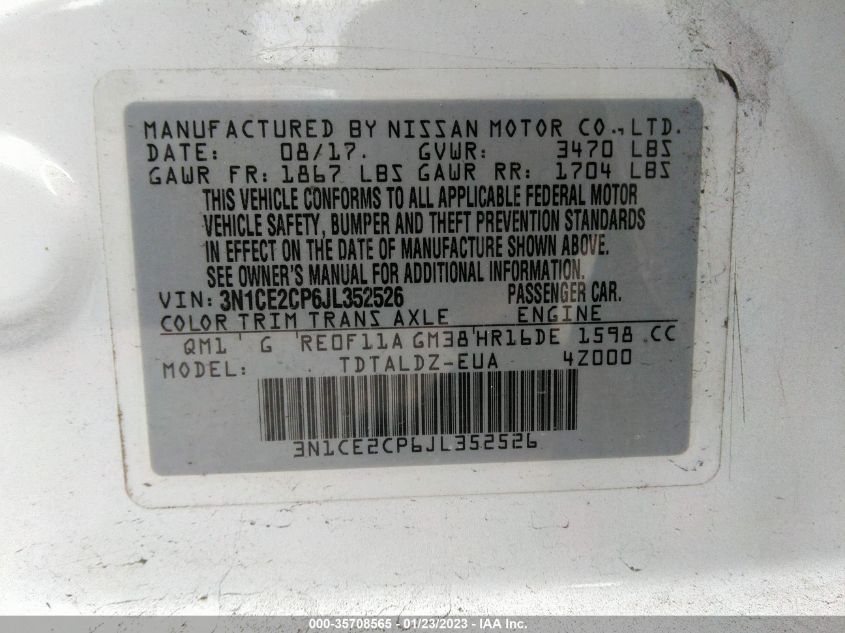 MANUFACTURED BY NISSAN MOTOR CO.,LTD.
DATE: 08/17. GVWR: 3470 LBS
GAWR FR: 1867 LBS GAWR RR: 1704 LBS
THIS VEHICLE CONFORMS TO ALL APPLICABLE FEDERAL MOTOR
VEHICLE SAFETY, BUMPER AND THEFT PREVENTION STANDARDS
IN EFFECT ON THE DATE OF MANUFACTURE SHOWN ABOVE.
SEE OWNER'S MANUAL FOR ADDITIONAL INFORMATION.
VIN: 3N1CE2CP6JL352526 PASSENGER CAR.
COLOR TRIM TRANS AXLE ENGINE
QM1 G RE0F11A GM38 HR16DE 1598 CC
MODEL: TDTALDZ-EUA 4Z000
3N1CE2CP6JL352526
000-35708565 - 01/23/2023 - IAA, Inc.